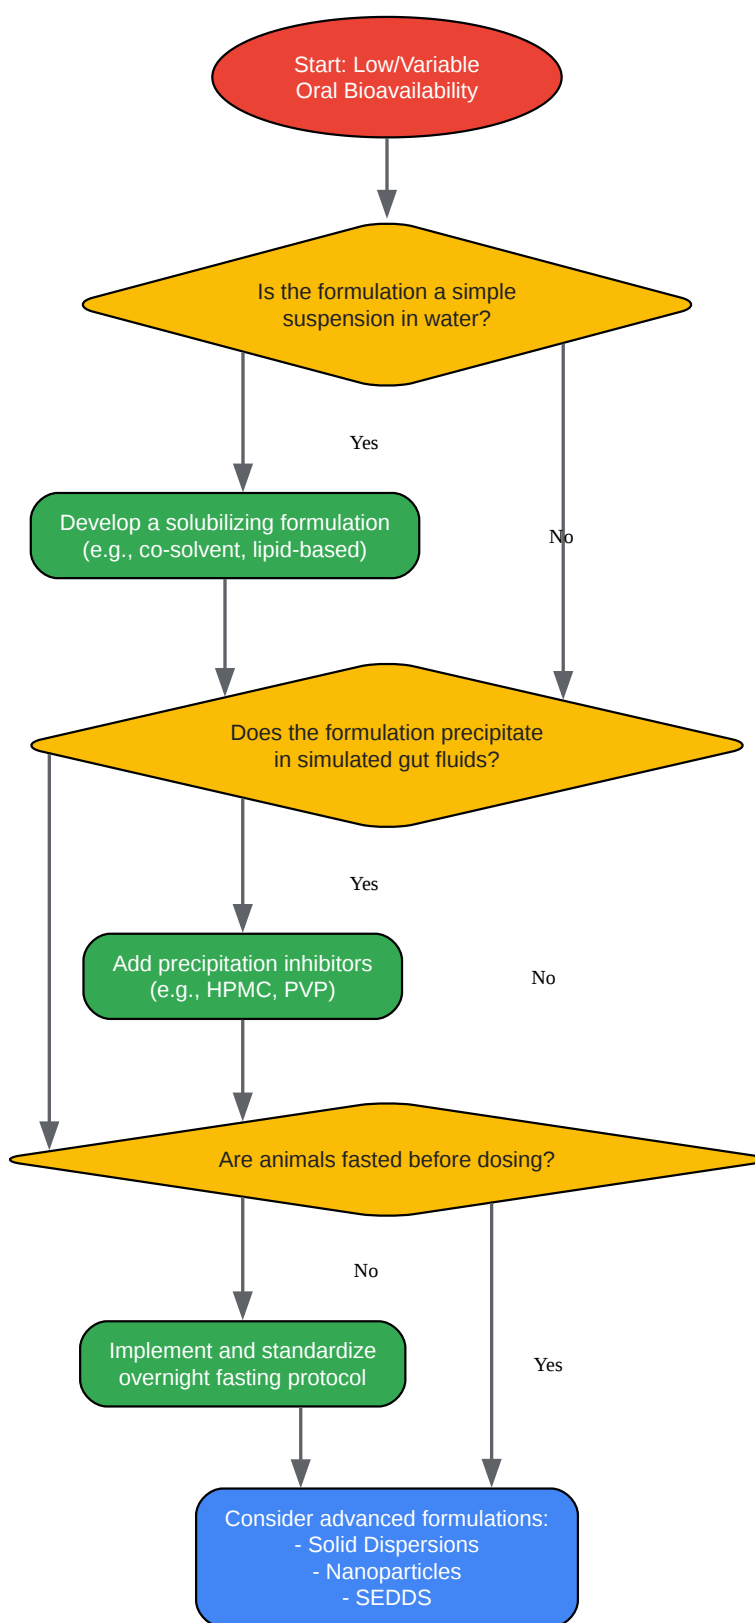 Start: Low/Variable
Oral Bioavailability
Is the formulation a simple
suspension in water?
Yes
Develop a solubilizing formulation
(e.g., co-solvent, lipid-based)
No
Does the formulation precipitate
in simulated gut fluids?
Yes
Add precipitation inhibitors
(e.g., HPMC, PVP)
No
Are animals fasted before dosing?
No
Implement and standardize
overnight fasting protocol
Yes
Consider advanced formulations:
- Solid Dispersions
- Nanoparticles
- SEDDS